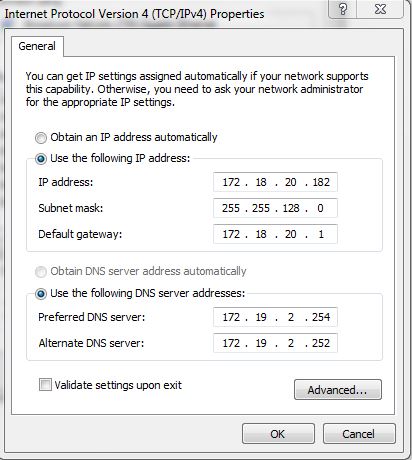 Internet Protocol Version 4 (TCP/IPv4) Properties
?
General
You can get IP settings assigned automatically if your network supports
this capability. Otherwise, you need to ask your network administrator
for the appropriate IP settings.
Obtain an IP address automatically
Use the following IP address:
IP address: 172 . 18 . 20 . 182
Subnet mask: 255 . 255 . 128 . 0
Default gateway: 172 . 18 . 20 . 1
Obtain DNS server address automatically
Use the following DNS server addresses:
Preferred DNS server: 172 . 19 . 2 . 254
Alternate DNS server: 172 . 19 . 2 . 252
Validate settings upon exit
Advanced...
OK Cancel